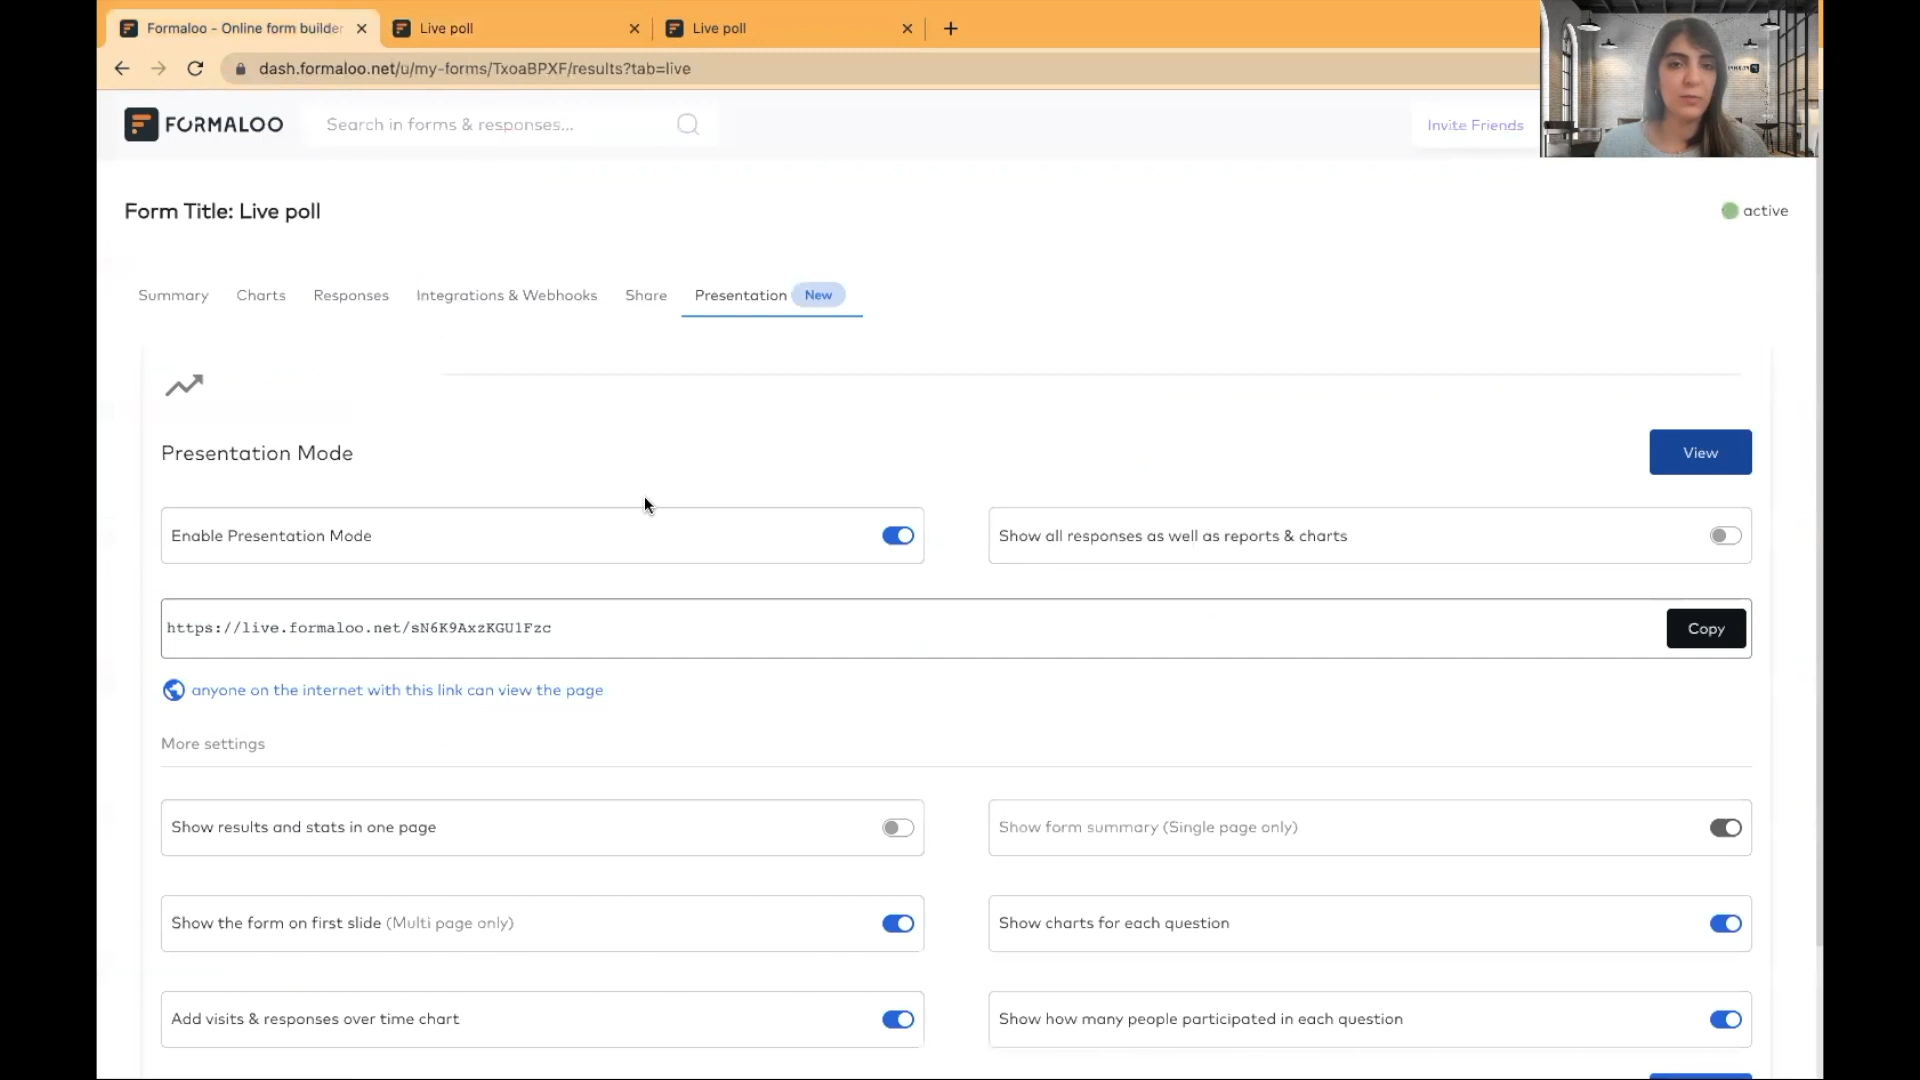 Formaloo - Online form builder
Live poll
Live poll
dash.formaloo.net/u/my-forms/TxoaBPXF/results?tab=live
FORMALOO
Search in forms & responses...
Invite Friends
Form Title: Live poll
active
Summary
Charts
Responses
Integrations & Webhooks
Share
Presentation
New
Presentation Mode
View
Enable Presentation Mode
Show all responses as well as reports & charts
https://live.formaloo.net/sN6K9AxzKGU1Fzc
Copy
anyone on the internet with this link can view the page
More settings
Show results and stats in one page
Show form summary (Single page only)
Show the form on first slide (Multi page only)
Show charts for each question
Add visits & responses over time chart
Show how many people participated in each question